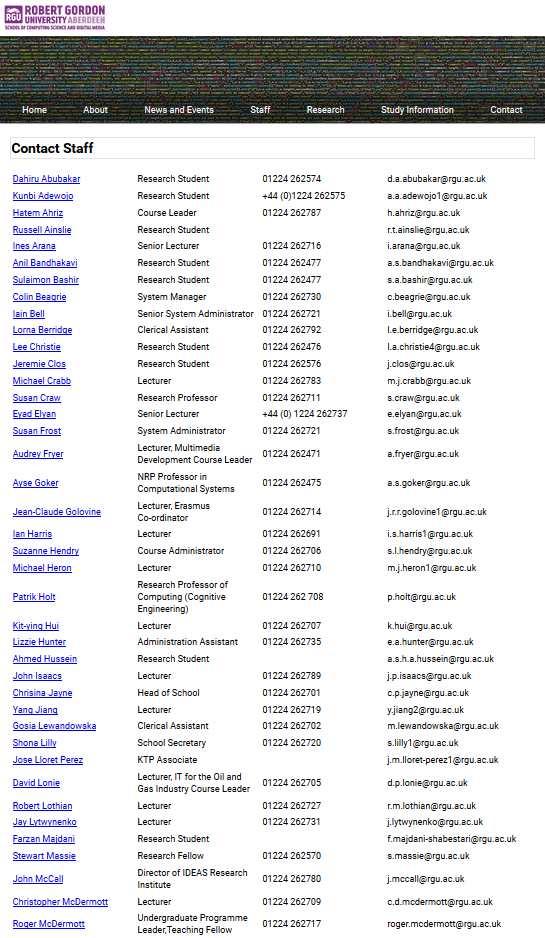 RGU ROBERT GORDON
UNIVERSITY ABERDEEN
SCHOOL OF COMPUTING SCIENCE AND DIGITAL MEDIA
Home About News and Events Staff Research Study Information Contact
Contact Staff
Dahiru Abubakar Research Student 01224 262574 d.a.abubakar@rgu.ac.uk
Kunbi Adewojo Research Student +44 (0)1224 262575 a.a.adewojo1@rgu.ac.uk
Hatem Ahriz Course Leader 01224 262787 h.ahriz@rgu.ac.uk
Russell Ainslie Research Student r.t.ainslie@rgu.ac.uk
Ines Arana Senior Lecturer 01224 262716 i.arana@rgu.ac.uk
Anil Bandhakavi Research Student 01224 262477 a.s.bandhakavi@rgu.ac.uk
Sulaimon Bashir Research Student 01224 262477 s.a.bashir@rgu.ac.uk
Colin Beagrie System Manager 01224 262730 c.beagrie@rgu.ac.uk
Iain Bell Senior System Administrator 01224 262721 i.bell@rgu.ac.uk
Lorna Berridge Clerical Assistant 01224 262792 l.e.berridge@rgu.ac.uk
Lee Christie Research Student 01224 262476 l.a.christie4@rgu.ac.uk
Jeremie Clos Research Student 01224 262576 j.clos@rgu.ac.uk
Michael Crabb Lecturer 01224 262783 m.j.crabb@rgu.ac.uk
Susan Craw Research Professor 01224 262711 s.craw@rgu.ac.uk
Eyad Elyan Senior Lecturer +44 (0) 1224 262737 e.elyan@rgu.ac.uk
Susan Frost System Administrator 01224 262721 s.frost@rgu.ac.uk
Audrey Fryer Lecturer, Multimedia
Development Course Leader 01224 262471 a.fryer@rgu.ac.uk
Ayse Goker NRP Professor in
Computational Systems 01224 262475 a.s.goker@rgu.ac.uk
Jean-Claude Golovine Lecturer, Erasmus
Co-ordinator 01224 262714 j.r.r.golovine1@rgu.ac.uk
Ian Harris Lecturer 01224 262691 i.s.harris1@rgu.ac.uk
Suzanne Hendry Course Administrator 01224 262706 s.l.hendry@rgu.ac.uk
Michael Heron Lecturer 01224 262710 m.j.heron1@rgu.ac.uk
Patrik Holt Research Professor of
Computing (Cognitive
Engineering) 01224 262 708 p.holt@rgu.ac.uk
Kit-ying Hui Lecturer 01224 262707 k.hui@rgu.ac.uk
Lizzie Hunter Administration Assistant 01224 262735 e.a.hunter@rgu.ac.uk
Ahmed Hussein Research Student a.s.h.a.hussein@rgu.ac.uk
John Isaacs Lecturer 01224 262789 j.p.isaacs@rgu.ac.uk
Chrisina Jayne Head of School 01224 262701 c.p.jayne@rgu.ac.uk
Yang Jiang Lecturer 01224 262719 y.jiang2@rgu.ac.uk
Gosia Lewandowska Clerical Assistant 01224 262702 m.lewandowska@rgu.ac.uk
Shona Lilly School Secretary 01224 262720 s.lilly1@rgu.ac.uk
Jose Lloret Perez KTP Associate j.m.lloret-perez1@rgu.ac.uk
David Lonie Lecturer, IT for the Oil and
Gas Industry Course Leader 01224 262705 d.p.lonie@rgu.ac.uk
Robert Lothian Lecturer 01224 262727 r.m.lothian@rgu.ac.uk
Jay Lytwynenko Lecturer 01224 262731 j.lytwynenko@rgu.ac.uk
Farzan Majdani Research Student f.majdani-shabestari@rgu.ac.uk
Stewart Massie Research Fellow 01224 262570 s.massie@rgu.ac.uk
John McCall Director of IDEAS Research
Institute 01224 262780 j.mccall@rgu.ac.uk
Christopher McDermott Lecturer 01224 262709 c.d.mcdermott@rgu.ac.uk
Roger McDermott Undergraduate Programme
Leader,Teaching Fellow 01224 262717 roger.mcdermott@rgu.ac.uk